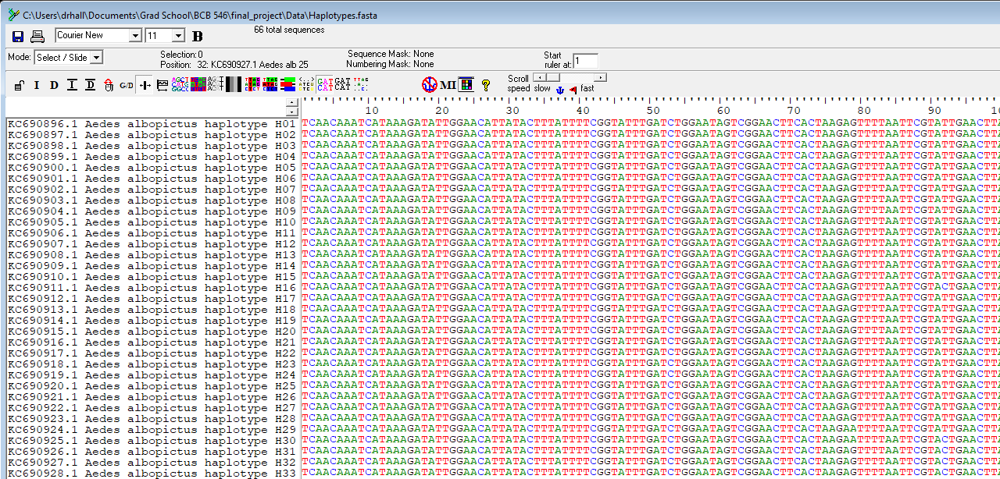 C:\Users\drhall\Documents\Grad School\BCB 546\final_project\Data\Haplotypes.fasta
Courier New 11 B 66 total sequences
Mode: Select / Slide Selection: 0 Sequence Mask: None Start
Position: 32: KC690927.1 Aedes alb 25 Numbering Mask: None ruler at: 1
I D I D G/D MI ? Scroll speed slow fast
10 20 30 40 50 60 70 80 90
KC690896.1 Aedes albopictus haplotype H01 TCAACAAATCATAAAGATATTGGAACATTATACTTTATTTTCGGTATTTGATCTGGAATAGTCGGAACTTCACTAAGAGTTTTAATTCGTATTGAACTTA
KC690897.1 Aedes albopictus haplotype H02 TCAACAAATCATAAAGATATTGGAACATTATACTTTATTTTCGGTATTTGATCTGGAATAGTCGGAACTTCACTAAGAGTTTTAATTCGTATTGAACTTA
KC690898.1 Aedes albopictus haplotype H03 TCAACAAATCATAAAGATATTGGAACATTATACTTTATTTTCGGTATTTGATCTGGAATAGTCGGAACTTCACTAAGAGTTTTAATTCGTATTGAACTTA
KC690899.1 Aedes albopictus haplotype H04 TCAACAAATCATAAAGATATTGGAACATTATACTTTATTTTCGGTATTTGATCTGGAATAGTCGGAACTTCACTAAGAGTTTTAATTCGTATTGAACTTA
KC690900.1 Aedes albopictus haplotype H05 TCAACAAATCATAAAGATATTGGAACATTATACTTTATTTTCGGTATTTGATCTGGAATAGTCGGAACTTCACTAAGAGTTTTAATTCGTATTGAACTTA
KC690901.1 Aedes albopictus haplotype H06 TCAACAAATCATAAAGATATTGGAACATTATACTTTATTTTCGGTATTTGATCTGGAATAGTCGGAACTTCACTAAGAGTTTTAATTCGTATTGAACTTA
KC690902.1 Aedes albopictus haplotype H07 TCAACAAATCATAAAGATATTGGAACATTATACTTTATTTTCGGTATTTGATCTGGAATAGTCGGAACTTCACTAAGAGTTTTAATTCGTATTGAACTTA
KC690903.1 Aedes albopictus haplotype H08 TCAACAAATCATAAAGATATTGGAACATTATACTTTATTTTCGGTATTTGATCTGGAATAGTCGGAACTTCACTAAGAGTTTTAATTCGTATTGAACTTA
KC690904.1 Aedes albopictus haplotype H09 TCAACAAATCATAAAGATATTGGAACATTATACTTTATTTTCGGTATTTGATCTGGAATAGTCGGAACTTCACTAAGAGTTTTAATTCGTATTGAACTTA
KC690905.1 Aedes albopictus haplotype H10 TCAACAAATCATAAAGATATTGGAACATTATACTTTATTTTCGGTATTTGATCTGGAATAGTCGGAACTTCACTAAGAGTTTTAATTCGTATTGAACTTA
KC690906.1 Aedes albopictus haplotype H11 TCAACAAATCATAAAGATATTGGAACATTATACTTTATTTTCGGTATTTGATCTGGAATAGTCGGAACTTCACTAAGAGTTTTAATTCGTATTGAACTTA
KC690907.1 Aedes albopictus haplotype H12 TCAACAAATCATAAAGATATTGGAACATTATACTTTATTTTCGGTATTTGATCTGGAATAGTCGGAACTTCACTAAGAGTTTTAATTCGTATTGAACTTA
KC690908.1 Aedes albopictus haplotype H13 TCAACAAATCATAAAGATATTGGAACATTATACTTTATTTTCGGTATTTGATCTGGAATAGTCGGAACTTCACTAAGAGTTTTAATTCGTATTGAACTTA
KC690909.1 Aedes albopictus haplotype H14 TCAACAAATCATAAAGATATTGGAACATTATACTTTATTTTCGGTATTTGATCTGGAATAGTCGGAACTTCACTAAGAGTTTTAATTCGTATTGAACTTA
KC690910.1 Aedes albopictus haplotype H15 TCAACAAATCATAAAGATATTGGAACATTATACTTTATTTTCGGTATTTGATCTGGAATAGTCGGAACTTCACTAAGAGTTTTAATTCGTATTGAACTTA
KC690911.1 Aedes albopictus haplotype H16 TCAACAAATCATAAAGATATTGGAACATTATACTTTATTTTCGGTATTTGATCTGGAATAGTCGGAACTTCACTAAGAGTTTTAATTCGTACTGAACTTA
KC690912.1 Aedes albopictus haplotype H17 TCAACAAATCATAAAGATATTGGAACATTATACTTTATTTTCGGTATTTGATCTGGAATAGTCGGAACTTCACTAAGAGTTTTAATTCGTATTGAACTTA
KC690913.1 Aedes albopictus haplotype H18 TCAACAAATCATAAAGATATTGGAACATTATACTTTATTTTCGGTATTTGATCTGGAATAGTCGGAACTTCACTAAGAGTTTTAATTCGTATTGAACTTA
KC690914.1 Aedes albopictus haplotype H19 TCAACAAATCATAAAGATATTGGAACATTATACTTTATTTTCGGTATTTGATCTGGAATAGTCGGAACTTCACTAAGAGTTTTAATTCGTATTGAACTTA
KC690915.1 Aedes albopictus haplotype H20 TCAACAAATCATAAAGATATTGGAACATTATACTTTATTTTCGGTATTTGATCTGGAATAGTCGGAACTTCACTAAGAGTTTTAATTCGTATTGAACTTA
KC690916.1 Aedes albopictus haplotype H21 TCAACAAATCATAAAGATATTGGAACATTATACTTTATTTTCGGTATTTGATCTGGAATAGTCGGAACTTCACTAAGAGTTTTAATTCGTATTGAACTTA
KC690917.1 Aedes albopictus haplotype H22 TCAACAAATCATAAAGATATTGGAACATTATACTTTATTTTCGGTATTTGATCTGGAATAGTCGGAACTTCACTAAGAATTTTAATTCGTATTGAACTTA
KC690918.1 Aedes albopictus haplotype H23 TCAACAAATCATAAAGATATTGGAACATTATACTTTATTTTCGGTATTTGATCTGGAATAGTCGGAACTTCACTAAGAGTTTTAATTCGTATTGAACTTA
KC690919.1 Aedes albopictus haplotype H24 TCAACAAATCATAAAGATATTGGAACATTATACTTTATTTTCGGTATTTGATCTGGAATAGTCGGAACTTCACTAAGAGTTTTAATTCGTATTGAACTTA
KC690920.1 Aedes albopictus haplotype H25 TCAACAAATCATAAAGATATTGGAACATTATACTTTATTTTCGGTATTTGATCTGGAATAGTCGGAACTTCACTAAGAGTTTTAATTCGTATTGAACTTA
KC690921.1 Aedes albopictus haplotype H26 TCAACAAATCATAAAGATATTGGAACATTATACTTTATTTTCGGTATTTGATCTGGAATAGTCGGAACTTCACTAAGAGTTTTAATTCGTATTGAACTTA
KC690922.1 Aedes albopictus haplotype H27 TCAACAAATCATAAAGATATTGGAACATTATACTTTATTTTCGGTATTTGATCTGGAATAGTCGGAACTTCACTAAGAGTTTTAATTCGTATTGAACTTA
KC690923.1 Aedes albopictus haplotype H28 TCAACAAATCATAAAGATATTGGAACATTATACTTTATTTTCGGTATTTGATCTGGAATAGTCGGAACTTCACTAAGAGTTTTAATTCGTATTGAACTTA
KC690924.1 Aedes albopictus haplotype H29 TCAACAAATCATAAAGATATTGGAACATTATACTTTATTTTCGGTATTTGATCTGGAATAGTCGGAACTTCACTAAGAATTTTAATTCGTATTGAACTTA
KC690925.1 Aedes albopictus haplotype H30 TCAACAAATCATAAAGATATTGGAACATTATACTTTATTTTCGGTATTTGATCTGGAATAGTCGGAACTTCACTAAGAGTTTTAATTCGTACTGAACTTA
KC690926.1 Aedes albopictus haplotype H31 TCAACAAATCATAAAGATATTGGAACATTATACTTTATTTTCGGTATTTGATCTGGAATAGTCGGAACTTCACTAAGAGTTTTAATTCGTATTGAACTTA
KC690927.1 Aedes albopictus haplotype H32 TCAACAAATCATAAAGATATTGGAACATTATACTTTATTTTCGGTATTTGATCTGGAATAGTCGGAACTTCACTAAGAGTTTTAATTCGTACTGAACTTA
KC690928.1 Aedes albopictus haplotype H33 TCAACAAATCATAAAGATATTGGAACATTATACTTTATTTTCGGTATTTGATCTGGAATAGTCGGAACTTCACTAAGAGTTTTAATTCGTATTGAACTTA